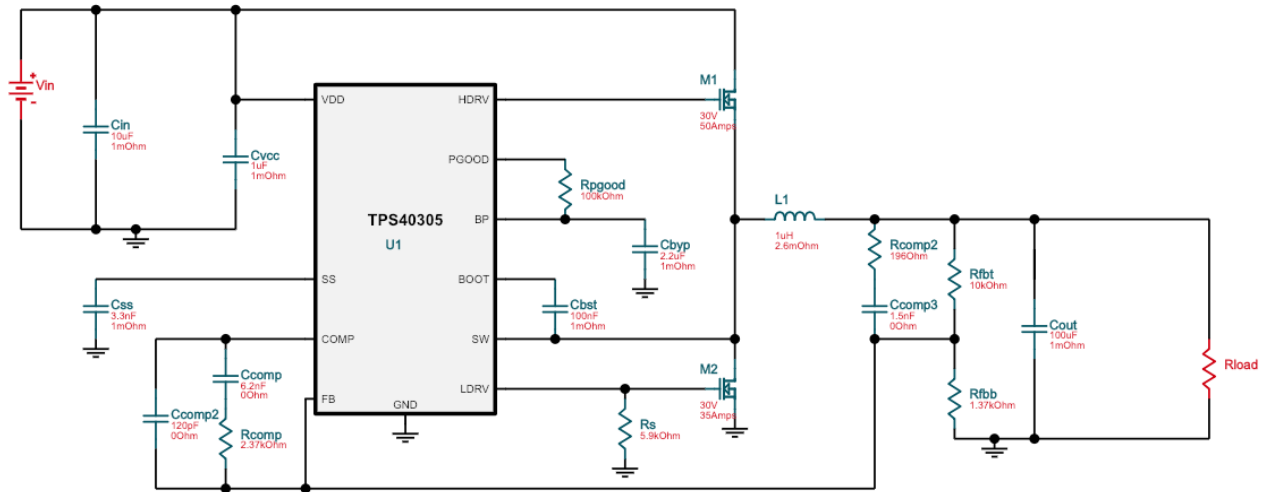 +
Vin
-
Cin
10uF
1mOhm
Cvcc
1uF
1mOhm
Css
3.3nF
1mOhm
Ccomp2
120pF
0Ohm
Ccomp
6.2nF
0Ohm
Rcomp
2.37kOhm
VDD
HDRV
PGOOD
TPS40305
U1
BP
SS
BOOT
COMP
SW
LDRV
FB
GND
Rpgood
100kOhm
Cbyp
2.2uF
1mOhm
Cbst
100nF
1mOhm
Rs
5.9kOhm
M1
30V
50Amps
M2
30V
35Amps
L1
1uH
2.6mOhm
Rcomp2
196Ohm
Ccomp3
1.5nF
0Ohm
Rfbt
10kOhm
Rfbb
1.37kOhm
Cout
100uF
1mOhm
Rload